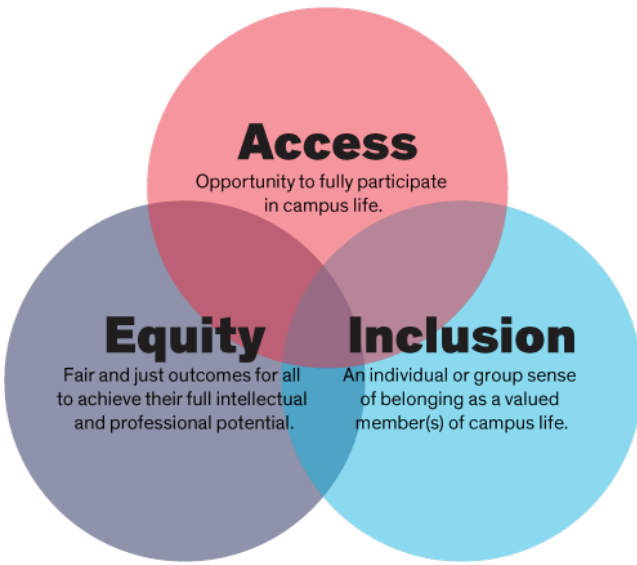 Access
Opportunity to fully participate
in campus life.
Equity
Fair and just outcomes for all
to achieve their full intellectual
and professional potential.
Inclusion
An individual or group sense
of belonging as a valued
member(s) of campus life.